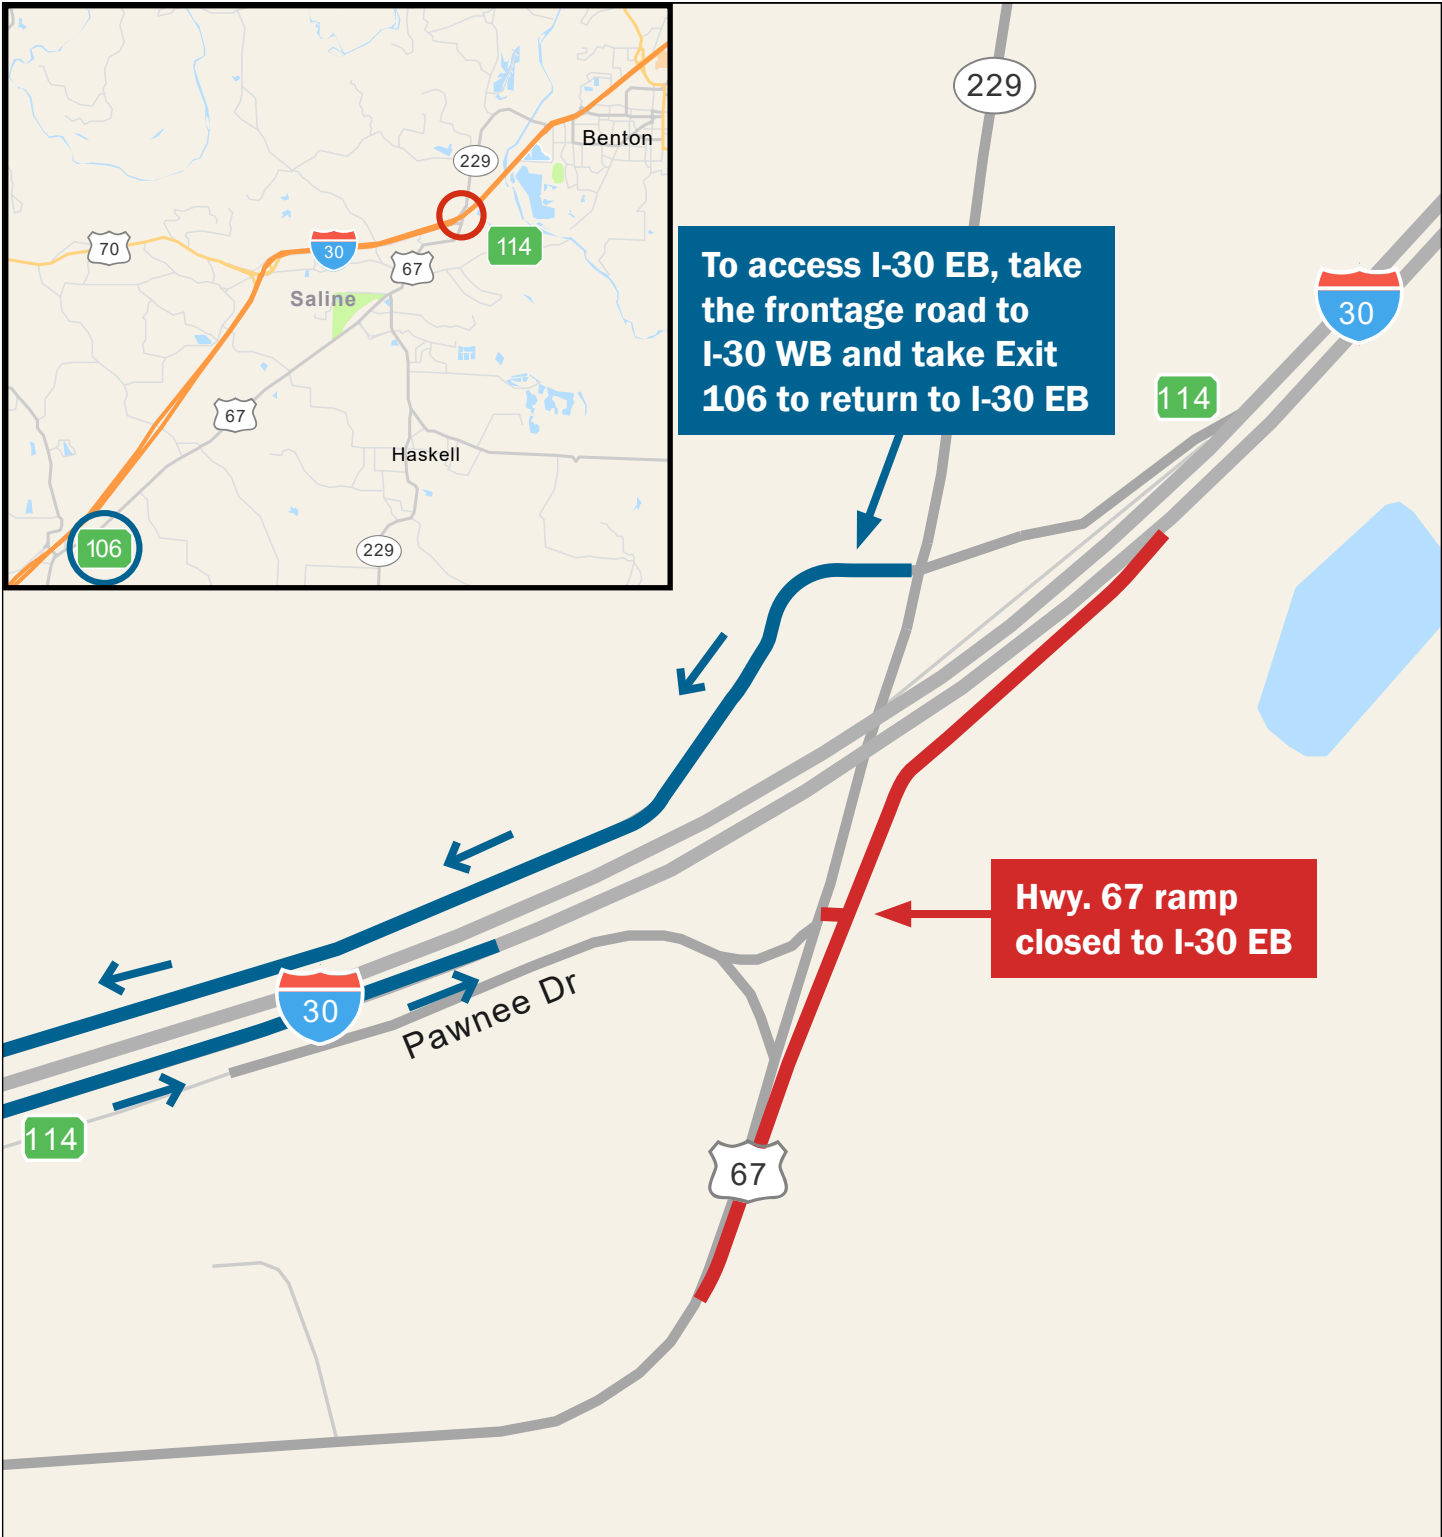 229
Benton
229
114
70
30
67
Saline
67
Haskell
106
229
To access I-30 EB, take
the frontage road to
I-30 WB and take Exit
106 to return to I-30 EB
30
114
Hwy. 67 ramp
closed to I-30 EB
30
Pawnee Dr
114
67